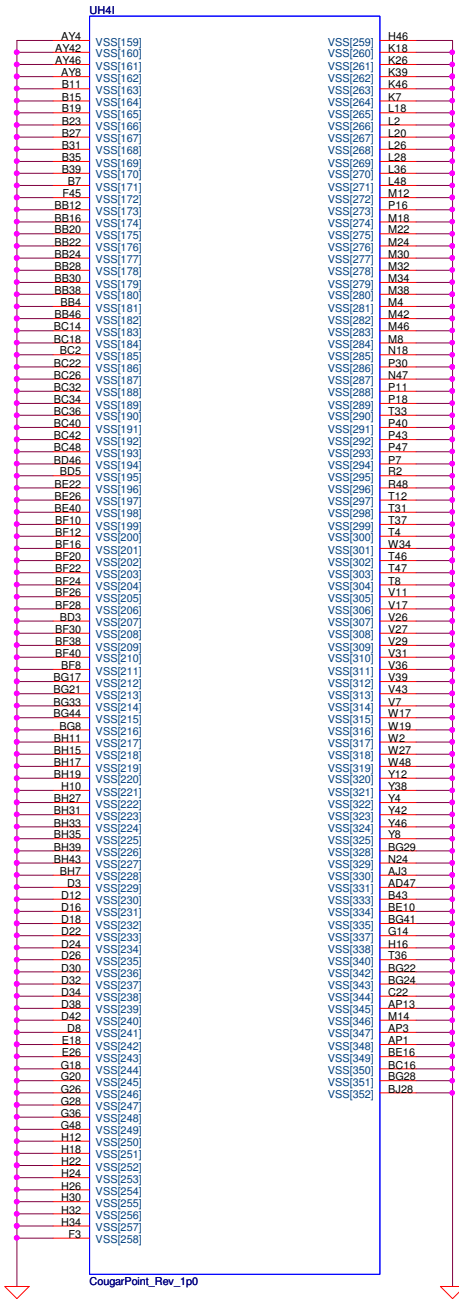 UH4I
AY4 VSS[159] VSS[259] H46
AY42 VSS[160] VSS[260] K18
AY46 VSS[161] VSS[261] K26
AY8 VSS[162] VSS[262] K39
B11 VSS[163] VSS[263] K46
B15 VSS[164] VSS[264] K7
B19 VSS[165] VSS[265] L18
B23 VSS[166] VSS[266] L2
B27 VSS[167] VSS[267] L20
B31 VSS[168] VSS[268] L26
B35 VSS[169] VSS[269] L28
B39 VSS[170] VSS[270] L36
B7 VSS[171] VSS[271] L48
F45 VSS[172] VSS[272] M12
BB12 VSS[173] VSS[273] P16
BB16 VSS[174] VSS[274] M18
BB20 VSS[175] VSS[275] M22
BB22 VSS[176] VSS[276] M24
BB24 VSS[177] VSS[277] M30
BB28 VSS[178] VSS[278] M32
BB30 VSS[179] VSS[279] M34
BB38 VSS[180] VSS[280] M38
BB4 VSS[181] VSS[281] M4
BB46 VSS[182] VSS[282] M42
BC14 VSS[183] VSS[283] M46
BC18 VSS[184] VSS[284] M8
BC2 VSS[185] VSS[285] N18
BC22 VSS[186] VSS[286] P30
BC26 VSS[187] VSS[287] N47
BC32 VSS[188] VSS[288] P11
BC34 VSS[189] VSS[289] P18
BC36 VSS[190] VSS[290] T33
BC40 VSS[191] VSS[291] P40
BC42 VSS[192] VSS[292] P43
BC48 VSS[193] VSS[293] P47
BD46 VSS[194] VSS[294] P7
BD5 VSS[195] VSS[295] R2
BE22 VSS[196] VSS[296] R48
BE26 VSS[197] VSS[297] T12
BE40 VSS[198] VSS[298] T31
BF10 VSS[199] VSS[299] T37
BF12 VSS[200] VSS[300] T4
BF16 VSS[201] VSS[301] W34
BF20 VSS[202] VSS[302] T46
BF22 VSS[203] VSS[303] T47
BF24 VSS[204] VSS[304] T8
BF26 VSS[205] VSS[305] V11
BF28 VSS[206] VSS[306] V17
BD3 VSS[207] VSS[307] V26
BF30 VSS[208] VSS[308] V27
BF38 VSS[209] VSS[309] V29
BF40 VSS[210] VSS[310] V31
BF8 VSS[211] VSS[311] V36
BG17 VSS[212] VSS[312] V39
BG21 VSS[213] VSS[313] V43
BG33 VSS[214] VSS[314] V7
BG44 VSS[215] VSS[315] W17
BG8 VSS[216] VSS[316] W19
BH11 VSS[217] VSS[317] W2
BH15 VSS[218] VSS[318] W27
BH17 VSS[219] VSS[319] W48
BH19 VSS[220] VSS[320] Y12
H10 VSS[221] VSS[321] Y38
BH27 VSS[222] VSS[322] Y4
BH31 VSS[223] VSS[323] Y42
BH33 VSS[224] VSS[324] Y46
BH35 VSS[225] VSS[325] Y8
BH39 VSS[226] VSS[328] BG29
BH43 VSS[227] VSS[329] N24
BH7 VSS[228] VSS[330] AJ3
D3 VSS[229] VSS[331] AD47
D12 VSS[230] VSS[333] B43
D16 VSS[231] VSS[334] BE10
D18 VSS[232] VSS[335] BG41
D22 VSS[233] VSS[337] G14
D24 VSS[234] VSS[338] H16
D26 VSS[235] VSS[340] T36
D30 VSS[236] VSS[342] BG22
D32 VSS[237] VSS[343] BG24
D34 VSS[238] VSS[344] C22
D38 VSS[239] VSS[345] AP13
D42 VSS[240] VSS[346] M14
D8 VSS[241] VSS[347] AP3
E18 VSS[242] VSS[348] AP1
E26 VSS[243] VSS[349] BE16
G18 VSS[244] VSS[350] BC16
G20 VSS[245] VSS[351] BG28
G26 VSS[246] VSS[352] BJ28
G28 VSS[247]
G36 VSS[248]
G48 VSS[249]
H12 VSS[250]
H18 VSS[251]
H22 VSS[252]
H24 VSS[253]
H26 VSS[254]
H30 VSS[255]
H32 VSS[256]
H34 VSS[257]
F3 VSS[258]
CougarPoint_Rev_1p0